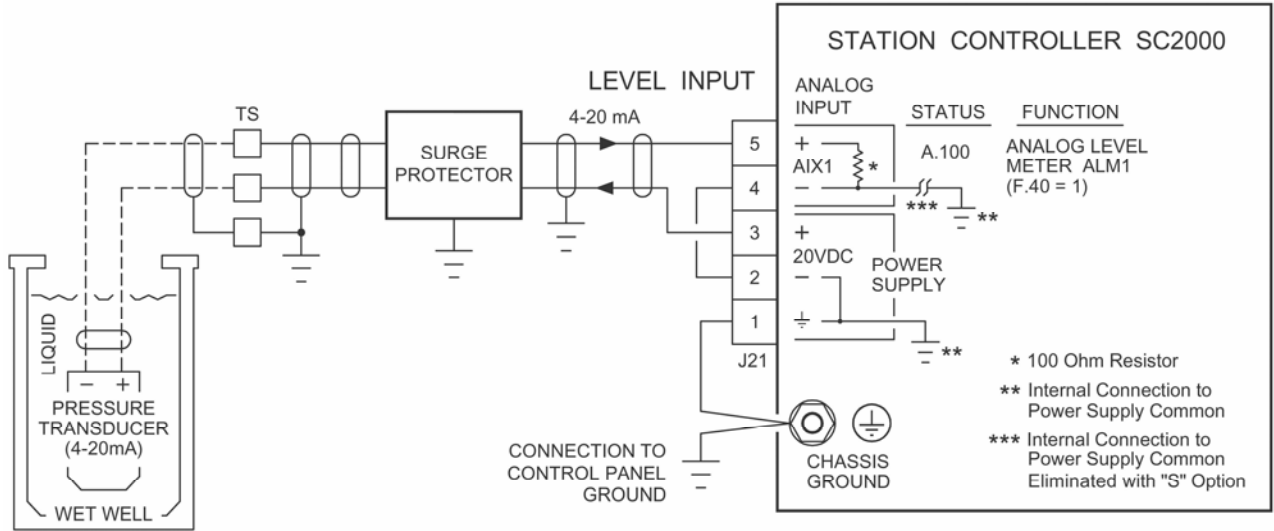 STATION CONTROLLER SC2000
LEVEL INPUT
ANALOG
INPUT
STATUS
FUNCTION
TS
4-20 mA
SURGE
PROTECTOR
5
4
3
2
1
J21
+
AIX1
−
*
A.100
***
**
ANALOG LEVEL
METER ALM1
(F.40 = 1)
+
20VDC
−
POWER
SUPPLY
**
LIQUID
− +
PRESSURE
TRANSDUCER
(4-20mA)
WET WELL
CONNECTION TO
CONTROL PANEL
GROUND
CHASSIS
GROUND
* 100 Ohm Resistor
** Internal Connection to
Power Supply Common
*** Internal Connection to
Power Supply Common
Eliminated with "S" Option